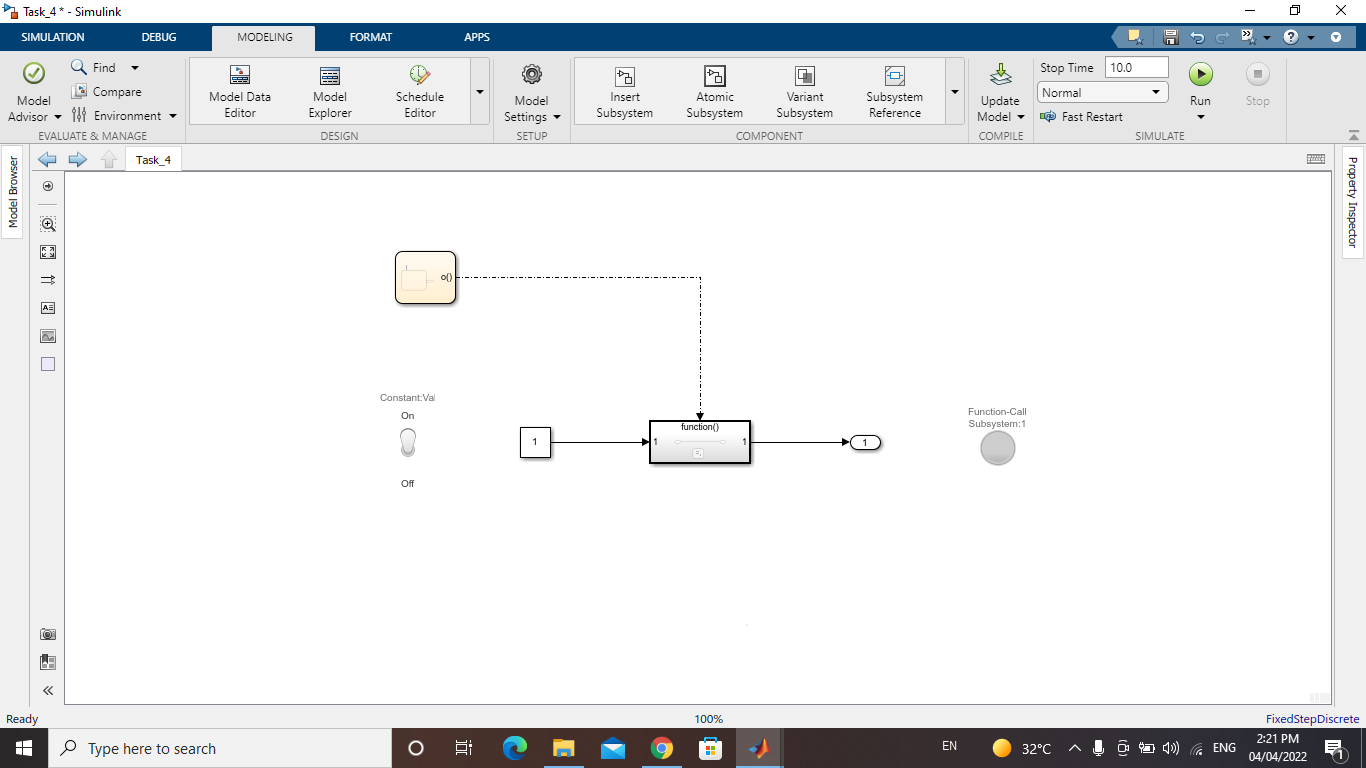 Task_4 * - Simulink
SIMULATION DEBUG MODELING FORMAT APPS
Model Advisor
Find
Compare
Environment
EVALUATE & MANAGE
Model Data Editor
Model Explorer
Schedule Editor
DESIGN
Model Settings
SETUP
Insert Subsystem
Atomic Subsystem
Variant Subsystem
Subsystem Reference
COMPONENT
Update Model
COMPILE
Stop Time 10.0
Normal
Fast Restart
Run
Stop
SIMULATE
Model Browser
Task_4
Property Inspector
o()
Constant:Val
On
Off
1
function()
1 1
1
Function-Call
Subsystem:1
Ready 100% FixedStepDiscrete
Type here to search
EN
32°C
ENG
2:21 PM
04/04/2022
1